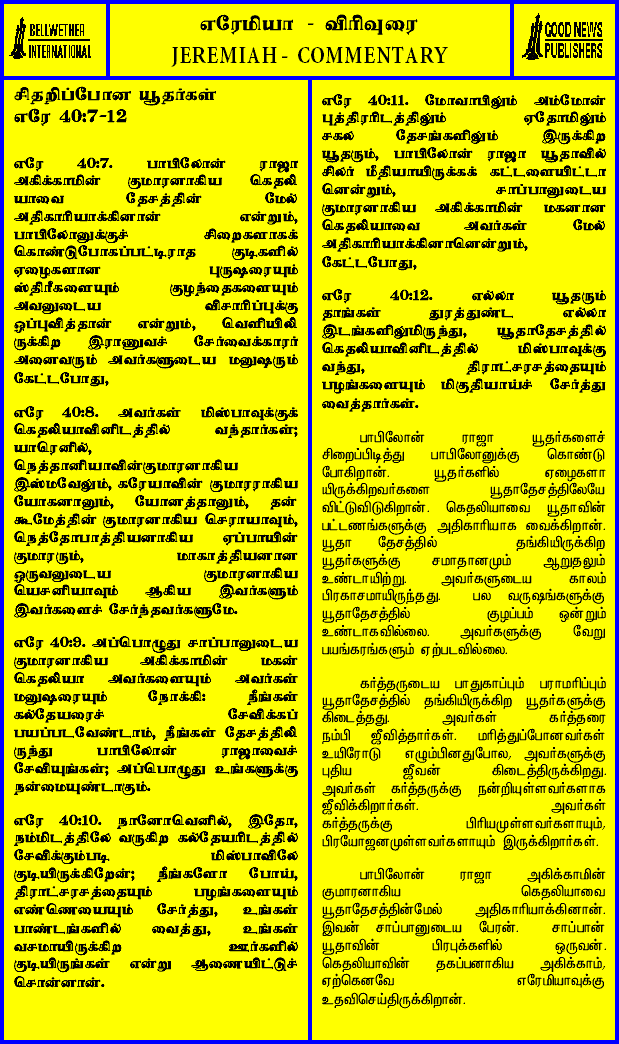 BELLWETHER
INTERNATIONAL
எரேமியா - விரிவுரை
JEREMIAH - COMMENTARY
GOOD NEWS
PUBLISHERS
சிதறிப்போன யூதர்கள்
எரே 40:7-12
எரே 40:7. பாபிலோன் ராஜா
அகிக்காமின் குமாரனாகிய கெதலி
யாவை தேசத்தின் மேல்
அதிகாரியாக்கினான் என்றும்,
பாபிலோனுக்குச் சிறைகளாகக்
கொண்டுபோகப்பட்டிராத குடிகளில்
ஏழைகளான புருஷரையும்
ஸ்திரீகளையும் குழந்தைகளையும்
அவனுடைய விசாரிப்புக்கு
ஒப்புவித்தான் என்றும், வெளியிலி
ருக்கிற இராணுவச் சேர்வைக்காரர்
அனைவரும் அவர்களுடைய மனுஷரும்
கேட்டபோது,
எரே 40:8. அவர்கள் மிஸ்பாவுக்குக்
கெதலியாவினிடத்தில் வந்தார்கள்;
யாரெனில்,
நெத்தானியாவின்குமாரனாகிய
இஸ்மவேலும், கரேயாவின் குமாரராகிய
யோகனானும், யோனத்தானும், தன்
கூமேத்தின் குமாரனாகிய செராயாவும்,
நெத்தோபாத்தியனாகிய ஏப்பாயின்
குமாரரும், மாகாத்தியனான
ஒருவனுடைய குமாரனாகிய
யெசனியாவும் ஆகிய இவர்களும்
இவர்களைச் சேர்ந்தவர்களுமே.
எரே 40:9. அப்பொழுது சாப்பானுடைய
குமாரனாகிய அகிக்காமின் மகன்
கெதலியா அவர்களையும் அவர்கள்
மனுஷரையும் நோக்கி: நீங்கள்
கல்தேயரைச் சேவிக்கப்
பயப்படவேண்டாம், நீங்கள் தேசத்திலி
ருந்து பாபிலோன் ராஜாவைச்
சேவியுங்கள்; அப்பொழுது உங்களுக்கு
நன்மையுண்டாகும்.
எரே 40:10. நானோவெனில், இதோ,
நம்மிடத்திலே வருகிற கல்தேயரிடத்தில்
சேவிக்கும்படி மிஸ்பாவிலே
குடியிருக்கிறேன்; நீங்களோ போய்,
திராட்சரசத்தையும் பழங்களையும்
எண்ணெயையும் சேர்த்து, உங்கள்
பாண்டங்களில் வைத்து, உங்கள்
வசமாயிருக்கிற ஊர்களில்
குடியிருங்கள் என்று ஆணையிட்டுச்
சொன்னான்.
எரே 40:11. மோவாபிலும் அம்மோன்
புத்திரரிடத்திலும் ஏதோமிலும்
சகல தேசங்களிலும் இருக்கிற
யூதரும், பாபிலோன் ராஜா யூதாவில்
சிலர் மீதியாயிருக்கக் கட்டளையிட்டா
னென்றும், சாப்பானுடைய
குமாரனாகிய அகிக்காமின் மகனான
கெதலியாவை அவர்கள் மேல்
அதிகாரியாக்கினானென்றும்,
கேட்டபோது,
எரே 40:12. எல்லா யூதரும்
தாங்கள் துரத்துண்ட எல்லா
இடங்களிலுமிருந்து, யூதாதேசத்தில்
கெதலியாவினிடத்தில் மிஸ்பாவுக்கு
வந்து, திராட்சரசத்தையும்
பழங்களையும் மிகுதியாய்ச் சேர்த்து
வைத்தார்கள்.
பாபிலோன் ராஜா யூதர்களைச்
சிறைப்பிடித்து பாபிலோனுக்கு கொண்டு
போகிறான். யூதர்களில் ஏழைகளா
யிருக்கிறவர்களை யூதாதேசத்திலேயே
விட்டுவிடுகிறான். கெதலியாவை யூதாவின்
பட்டணங்களுக்கு அதிகாரியாக வைக்கிறான்.
யூதா தேசத்தில் தங்கியிருக்கிற
யூதர்களுக்கு சமாதானமும் ஆறுதலும்
உண்டாயிற்று. அவர்களுடைய காலம்
பிரகாசமாயிருந்தது. பல வருஷங்களுக்கு
யூதாதேசத்தில் குழப்பம் ஒன்றும்
உண்டாகவில்லை. அவர்களுக்கு வேறு
பயங்கரங்களும் ஏற்படவில்லை.
கர்த்தருடைய பாதுகாப்பும் பராமரிப்பும்
யூதாதேசத்தில் தங்கியிருக்கிற யூதர்களுக்கு
கிடைத்தது. அவர்கள் கர்த்தரை
நம்பி ஜீவித்தார்கள். மரித்துப்போனவர்கள்
உயிரோடு எழும்பினதுபோல, அவர்களுக்கு
புதிய ஜீவன் கிடைத்திருக்கிறது.
அவர்கள் கர்த்தருக்கு நன்றியுள்ளவர்களாக
ஜீவிக்கிறார்கள். அவர்கள்
கர்த்தருக்கு பிரியமுள்ளவர்களாயும்,
பிரயோஜனமுள்ளவர்களாயும் இருக்கிறார்கள்.
பாபிலோன் ராஜா அகிக்காமின்
குமாரனாகிய கெதலியாவை
யூதாதேசத்தின்மேல் அதிகாரியாக்கினான்.
இவன் சாப்பானுடைய பேரன். சாப்பான்
யூதாவின் பிரபுக்களில் ஒருவன்.
கெதலியாவின் தகப்பனாகிய அகிக்காம்,
ஏற்கெனவே எரேமியாவுக்கு
உதவிசெய்திருக்கிறான்.